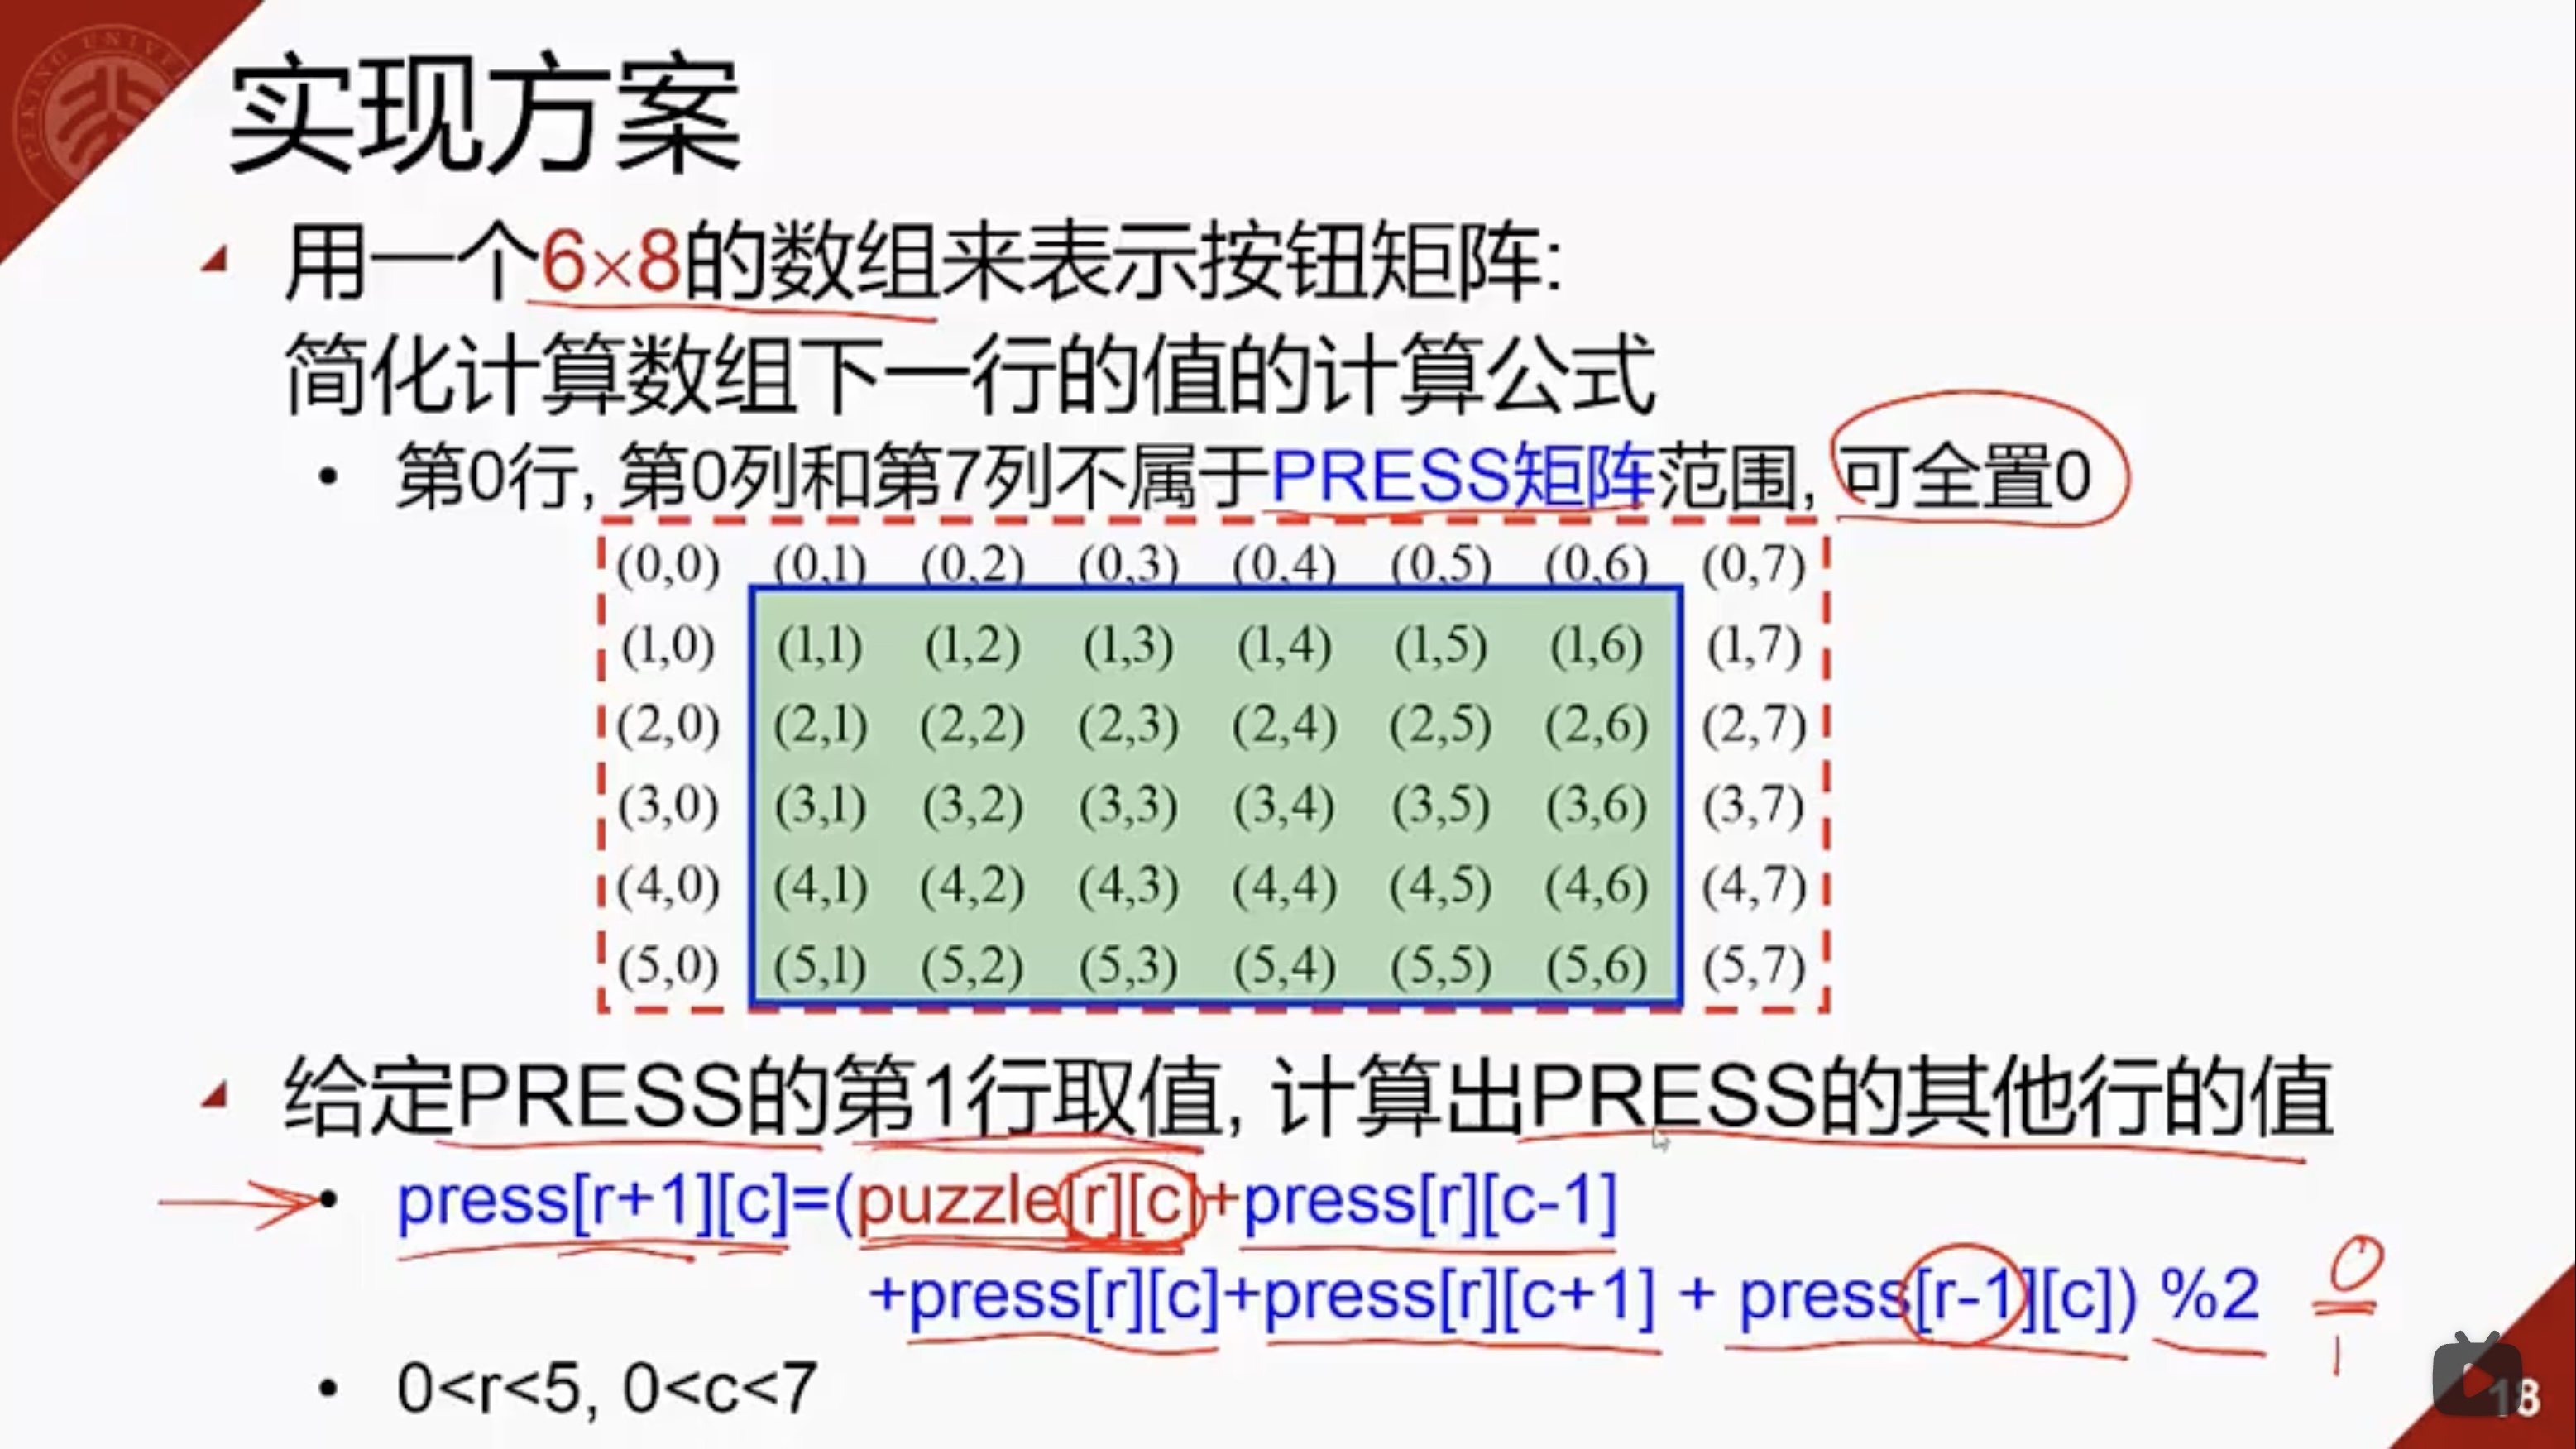 PEKING UNIV
实现方案
用一个6×8的数组来表示按钮矩阵:
简化计算数组下一行的值的计算公式
• 第0行, 第0列和第7列不属于PRESS矩阵范围, 可全置0
(0,0) (0,1) (0,2) (0,3) (0,4) (0,5) (0,6) (0,7)
(1,0) (1,1) (1,2) (1,3) (1,4) (1,5) (1,6) (1,7)
(2,0) (2,1) (2,2) (2,3) (2,4) (2,5) (2,6) (2,7)
(3,0) (3,1) (3,2) (3,3) (3,4) (3,5) (3,6) (3,7)
(4,0) (4,1) (4,2) (4,3) (4,4) (4,5) (4,6) (4,7)
(5,0) (5,1) (5,2) (5,3) (5,4) (5,5) (5,6) (5,7)
给定PRESS的第1行取值, 计算出PRESS的其他行的值
• press[r+1][c]=(puzzle[r][c]+press[r][c-1]
+press[r][c]+press[r][c+1] + press[r-1][c]) %2
0
1
• 0<r<5, 0<c<7
18